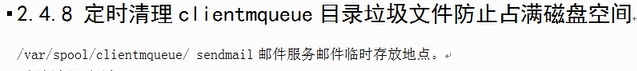 2.4.8 定时清理 clientmqueue 目录垃圾文件防止占满磁盘空间
/var/spool/clientmqueue/ sendmail 邮件服务邮件临时存放地点。